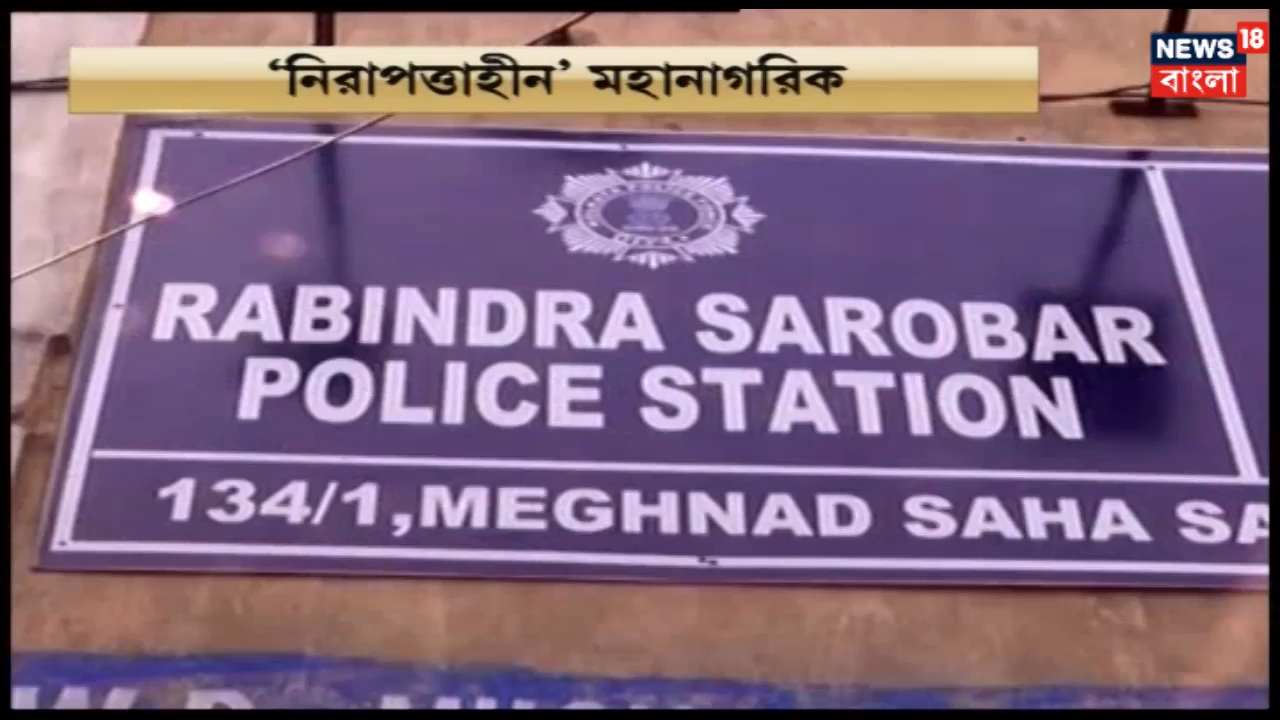 ‘নিরাপত্তাহীন’ মহানাগরিক
NEWS 18
বাংলা
RABINDRA SAROBAR
POLICE STATION
134/1, MEGHNAD SAHA